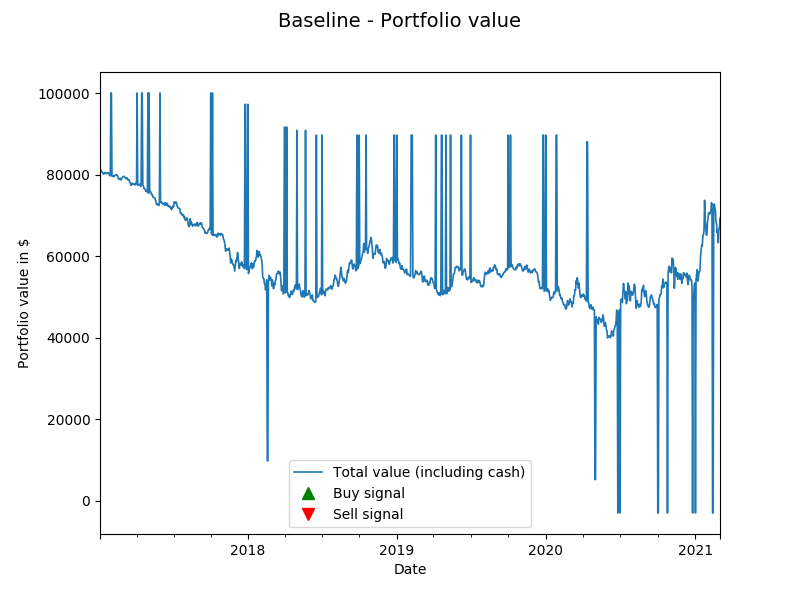 Baseline - Portfolio value
100000
80000
60000
40000
20000
0
Portfolio value in $
Total value (including cash)
Buy signal
Sell signal
2018
2019
2020
2021
Date